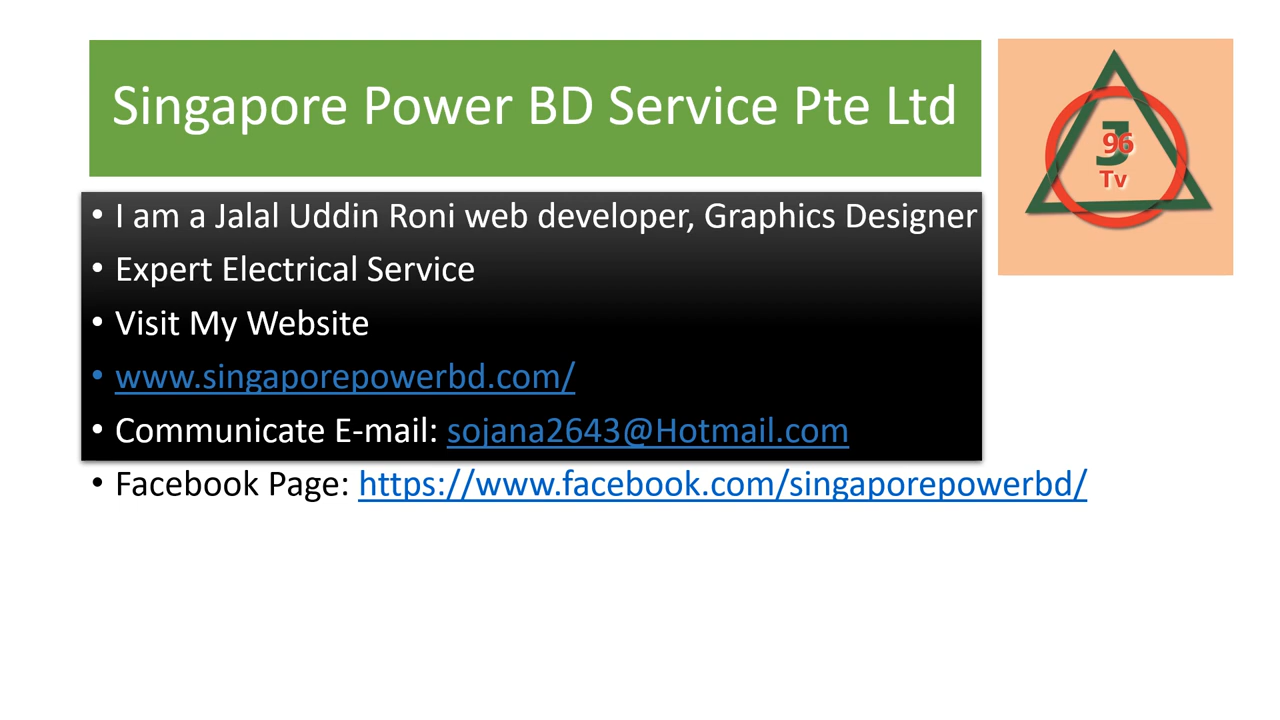 Singapore Power BD Service Pte Ltd
J
96
Tv
• I am a Jalal Uddin Roni web developer, Graphics Designer
• Expert Electrical Service
• Visit My Website
• www.singaporepowerbd.com/
• Communicate E-mail: sojana2643@Hotmail.com
• Facebook Page: https://www.facebook.com/singaporepowerbd/